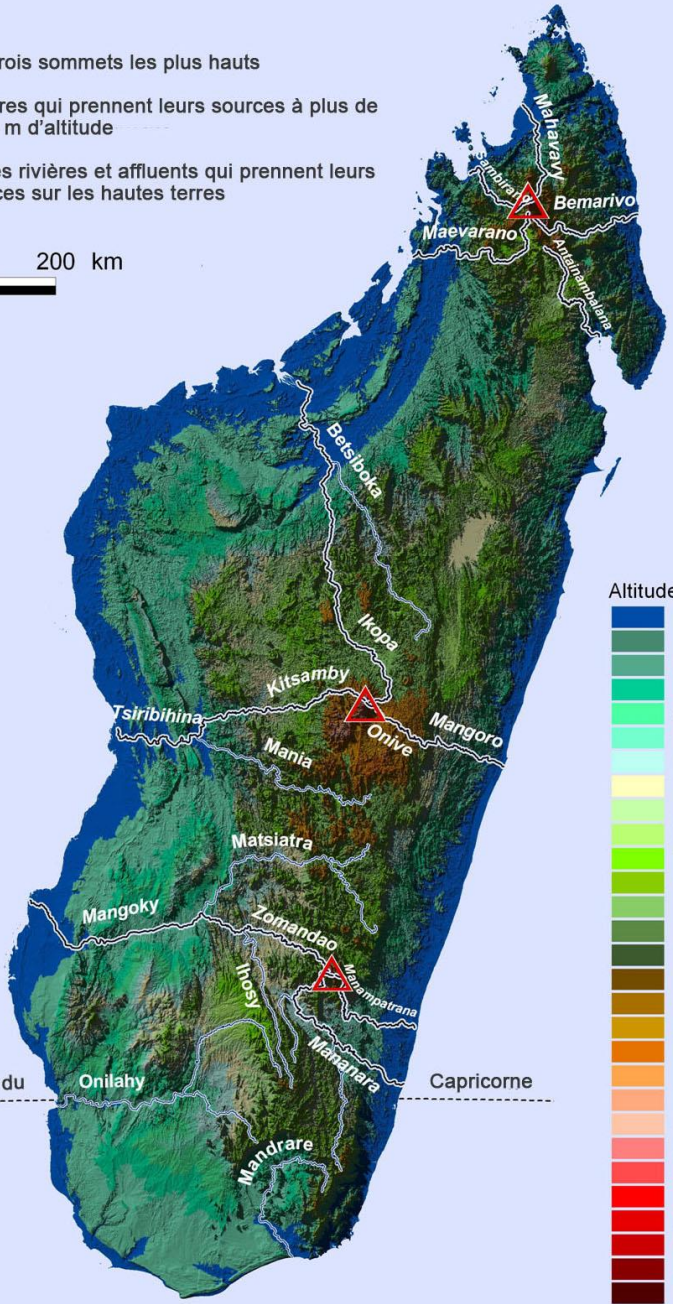 rois sommets les plus hauts
res qui prennent leurs sources à plus de
m d'altitude
es rivières et affluents qui prennent leurs
ces sur les hautes terres
200 km
Mahavavy
Sambirano
Bemarivo
Maevarano
Antainambalana
Betsiboka
Altitude
Ikopa
Kitsamby
Tsiribihina
Onive
Mangoro
Mania
Matsiatra
Mangoky
Zomandao
Manampatrana
Ihosy
Mananara
du
Onilahy
Capricorne
Mandrare